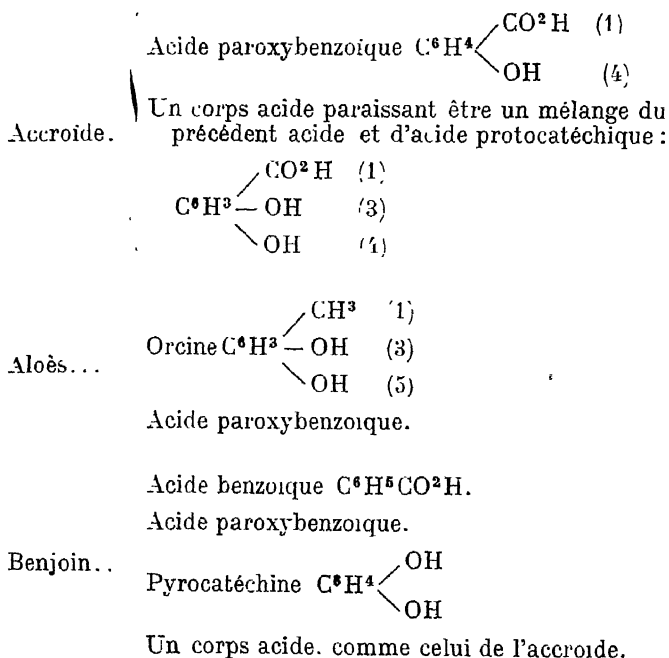 CO²H (1)
Acide paroxybenzoïque C⁶H⁴
OH (4)
Un corps acide paraissant être un mélange du
Accroïde. précédent acide et d'acide protocatéchique :
CO²H (1)
C⁶H³ — OH (3)
OH (4)
CH³ (1)
Orcine C⁶H³ — OH (3)
Aloès...
OH (5)
Acide paroxybenzoïque.
Acide benzoïque C⁶H⁵CO²H.
Acide paroxybenzoïque.
OH
Benjoin..
Pyrocatéchine C⁶H⁴
OH
Un corps acide. comme celui de l'accroïde.